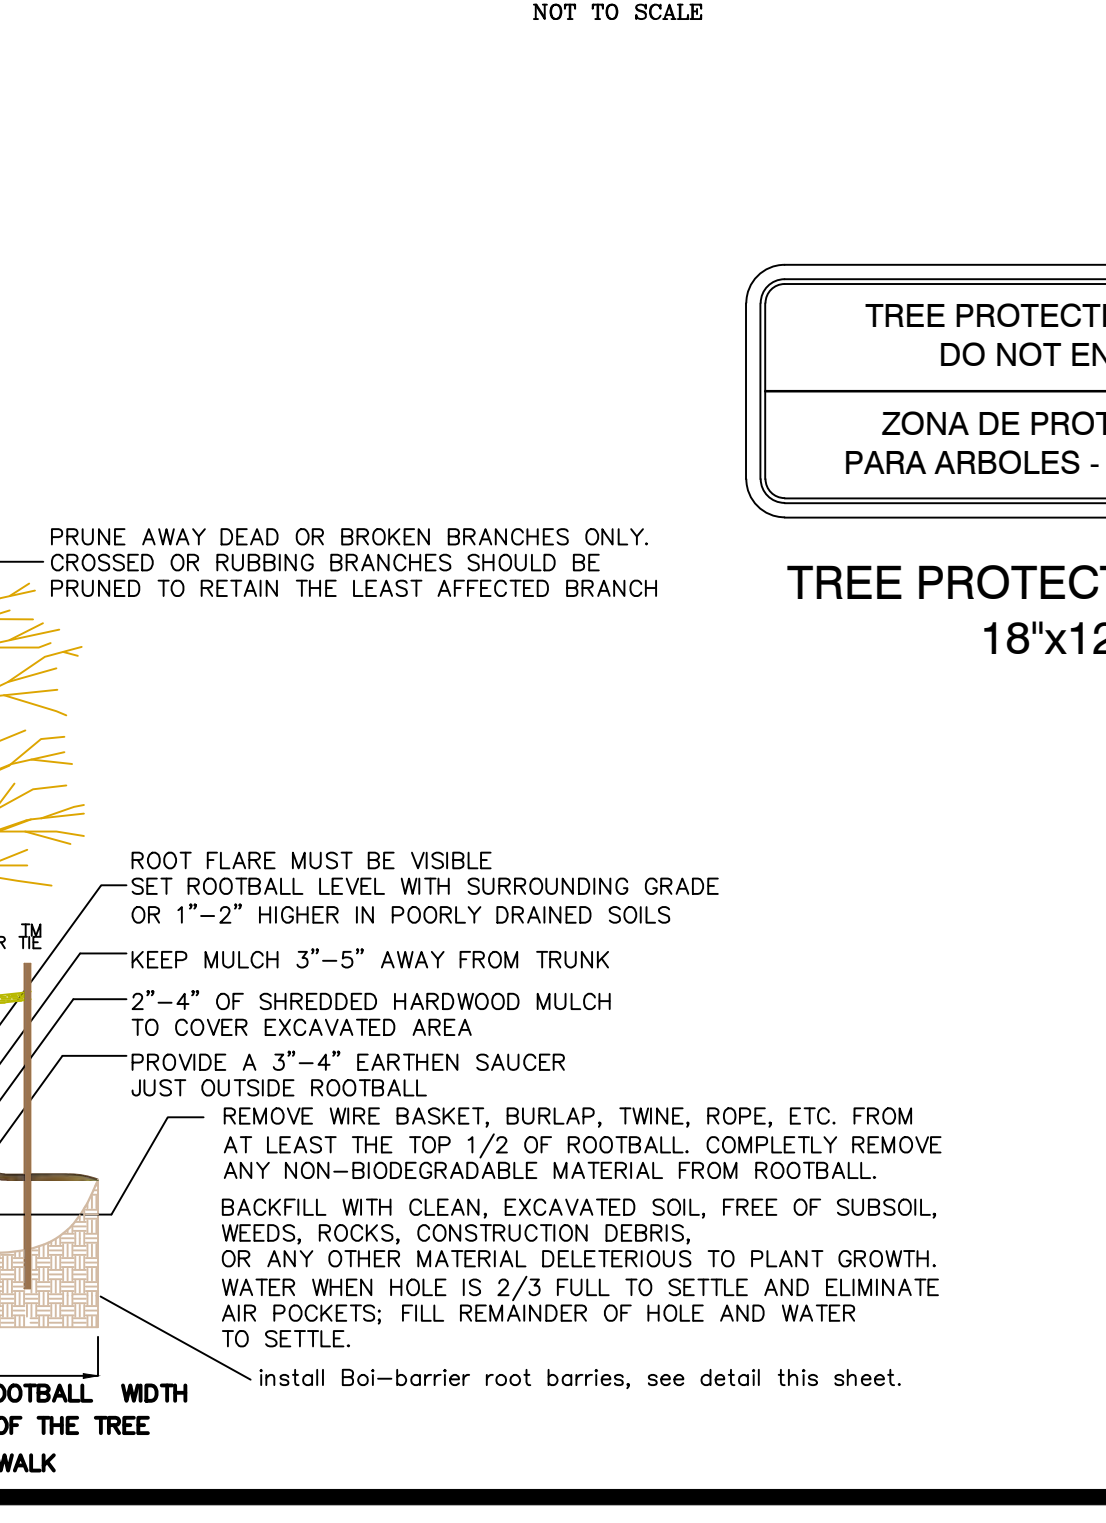 NOT TO SCALE
TREE PROTECTI
DO NOT EN
ZONA DE PROT
PARA ARBOLES -
TREE PROTECT
18"x12
PRUNE AWAY DEAD OR BROKEN BRANCHES ONLY.
CROSSED OR RUBBING BRANCHES SHOULD BE
PRUNED TO RETAIN THE LEAST AFFECTED BRANCH
ROOT FLARE MUST BE VISIBLE
SET ROOTBALL LEVEL WITH SURROUNDING GRADE
OR 1"-2" HIGHER IN POORLY DRAINED SOILS
TM
R TIE
KEEP MULCH 3"-5" AWAY FROM TRUNK
2"-4" OF SHREDDED HARDWOOD MULCH
TO COVER EXCAVATED AREA
PROVIDE A 3"-4" EARTHEN SAUCER
JUST OUTSIDE ROOTBALL
REMOVE WIRE BASKET, BURLAP, TWINE, ROPE, ETC. FROM
AT LEAST THE TOP 1/2 OF ROOTBALL. COMPLETLY REMOVE
ANY NON-BIODEGRADABLE MATERIAL FROM ROOTBALL.
BACKFILL WITH CLEAN, EXCAVATED SOIL, FREE OF SUBSOIL,
WEEDS, ROCKS, CONSTRUCTION DEBRIS,
OR ANY OTHER MATERIAL DELETERIOUS TO PLANT GROWTH.
WATER WHEN HOLE IS 2/3 FULL TO SETTLE AND ELIMINATE
AIR POCKETS; FILL REMAINDER OF HOLE AND WATER
TO SETTLE.
install Boi-barrier root barries, see detail this sheet.
OOTBALL WIDTH
OF THE TREE
WALK